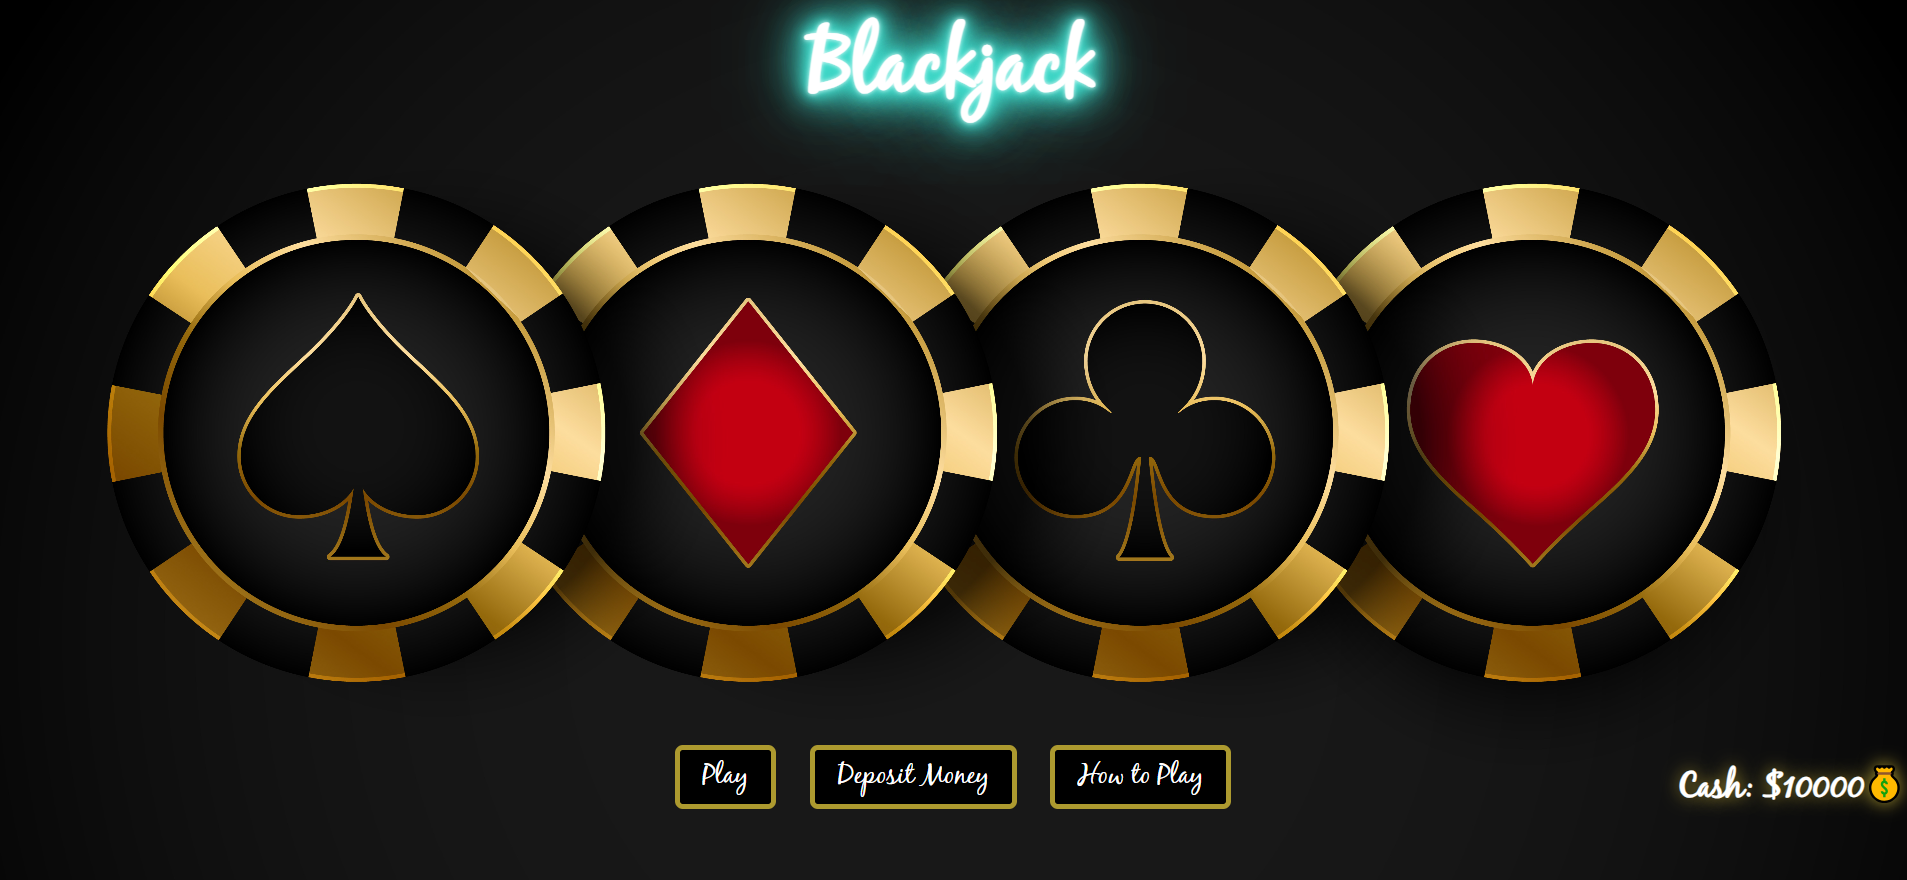 Blackjack
Play
Deposit Money
How to Play
Cash: $10000
$